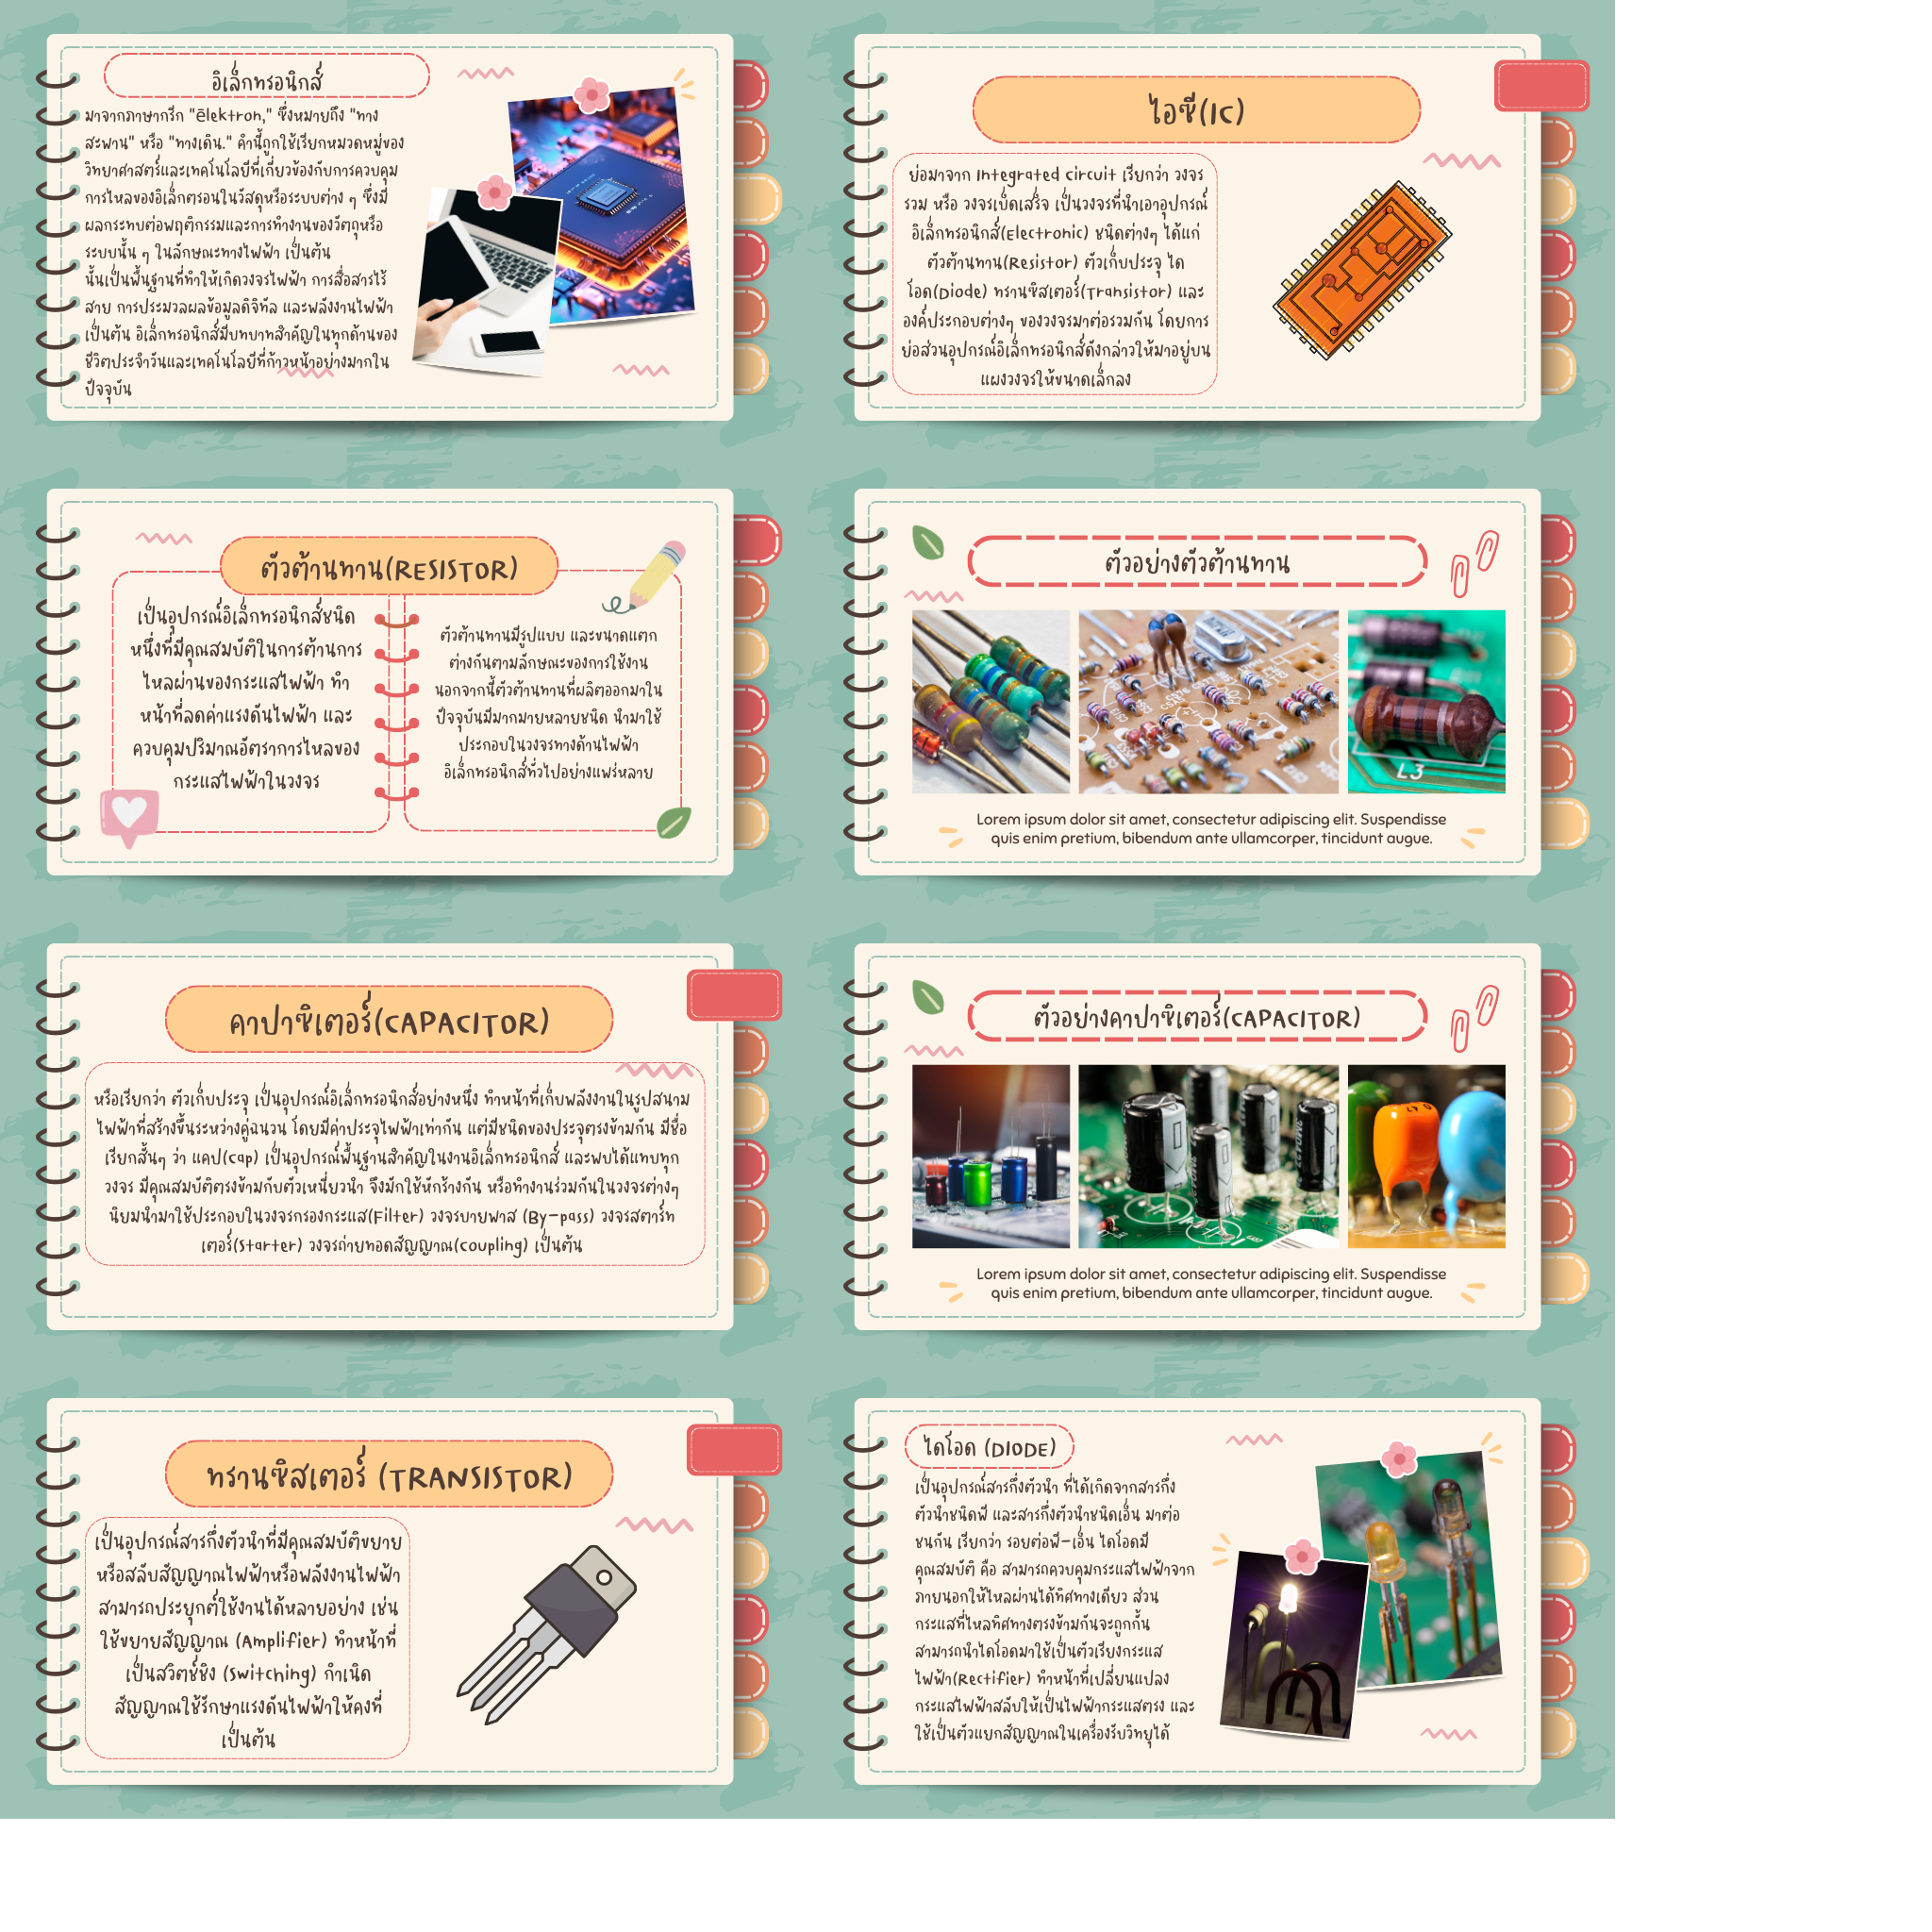 อิเล็กทรอนิกส์
มาจากภาษากรีก "ēlektron," ซึ่งหมายถึง "ทาง
สะพาน" หรือ "ทางเดิน." คำนี้ถูกใช้เรียกหมวดหมู่ของ
วิทยาศาสตร์และเทคโนโลยีที่เกี่ยวข้องกับการควบคุม
การไหลของอิเล็กตรอนในวัสดุหรือระบบต่าง ๆ ซึ่งมี
ผลกระทบต่อพฤติกรรมและการทำงานของวัตถุหรือ
ระบบนั้น ๆ ในลักษณะทางไฟฟ้า เป็นต้น
นั้นเป็นพื้นฐานที่ทำให้เกิดวงจรไฟฟ้า การสื่อสารไร้
สาย การประมวลผลข้อมูลดิจิทัล และพลังงานไฟฟ้า
เป็นต้น อิเล็กทรอนิกส์มีบทบาทสำคัญในทุกด้านของ
ชีวิตประจำวันและเทคโนโลยีที่ก้าวหน้าอย่างมากใน
ปัจจุบัน
ไอซี(IC)
ย่อมาจาก Integrated circuit เรียกว่า วงจร
รวม หรือ วงจรเบ็ดเสร็จ เป็นวงจรที่นำเอาอุปกรณ์
อิเล็กทรอนิกส์(Electronic) ชนิดต่างๆ ได้แก่
ตัวต้านทาน(Resistor) ตัวเก็บประจุ ได
โอด(Diode) ทรานซิสเตอร์(Transistor) และ
องค์ประกอบต่างๆ ของวงจรมาต่อรวมกัน โดยการ
ย่อส่วนอุปกรณ์อิเล็กทรอนิกส์ดังกล่าวให้มาอยู่บน
แผงวงจรให้ขนาดเล็กลง
ตัวต้านทาน(RESISTOR)
เป็นอุปกรณ์อิเล็กทรอนิกส์ชนิด
หนึ่งที่มีคุณสมบัติในการต้านการ
ไหลผ่านของกระแสไฟฟ้า ทำ
หน้าที่ลดค่าแรงดันไฟฟ้า และ
ควบคุมปริมาณอัตราการไหลของ
กระแสไฟฟ้าในวงจร
ตัวต้านทานมีรูปแบบ และขนาดแตก
ต่างกันตามลักษณะของการใช้งาน
นอกจากนี้ตัวต้านทานที่ผลิตออกมาใน
ปัจจุบันมีมากมายหลายชนิด นำมาใช้
ประกอบในวงจรทางด้านไฟฟ้า
อิเล็กทรอนิกส์ทั่วไปอย่างแพร่หลาย
ตัวอย่างตัวต้านทาน
L3
Lorem ipsum dolor sit amet, consectetur adipiscing elit. Suspendisse
quis enim pretium, bibendum ante ullamcorper, tincidunt augue.
คาปาซิเตอร์(CAPACITOR)
หรือเรียกว่า ตัวเก็บประจุ เป็นอุปกรณ์อิเล็กทรอนิกส์อย่างหนึ่ง ทำหน้าที่เก็บพลังงานในรูปสนาม
ไฟฟ้าที่สร้างขึ้นระหว่างคู่ฉนวน โดยมีค่าประจุไฟฟ้าเท่ากัน แต่มีชนิดของประจุตรงข้ามกัน มีชื่อ
เรียกสั้นๆ ว่า แคป(Cap) เป็นอุปกรณ์พื้นฐานสำคัญในงานอิเล็กทรอนิกส์ และพบได้แทบทุก
วงจร มีคุณสมบัติตรงข้ามกับตัวเหนี่ยวนำ จึงมักใช้หักร้างกัน หรือทำงานร่วมกันในวงจรต่างๆ
นิยมนำมาใช้ประกอบในวงจรกรองกระแส(Filter) วงจรบายพาส (By-pass) วงจรสตาร์ท
เตอร์(Starter) วงจรถ่ายทอดสัญญาณ(Coupling) เป็นต้น
ตัวอย่างคาปาซิเตอร์(CAPACITOR)
Lorem ipsum dolor sit amet, consectetur adipiscing elit. Suspendisse
quis enim pretium, bibendum ante ullamcorper, tincidunt augue.
ทรานซิสเตอร์ (TRANSISTOR)
เป็นอุปกรณ์สารกึ่งตัวนำที่มีคุณสมบัติขยาย
หรือสลับสัญญาณไฟฟ้าหรือพลังงานไฟฟ้า
สามารถประยุกต์ใช้งานได้หลายอย่าง เช่น
ใช้ขยายสัญญาณ (Amplifier) ทำหน้าที่
เป็นสวิตช์ชิง (Switching) กำเนิด
สัญญาณใช้รักษาแรงดันไฟฟ้าให้คงที่
เป็นต้น
ไดโอด (DIODE)
เป็นอุปกรณ์สารกึ่งตัวนำ ที่ได้เกิดจากสารกึ่ง
ตัวนำชนิดพี และสารกึ่งตัวนำชนิดเอ็น มาต่อ
ชนกัน เรียกว่า รอยต่อพี-เอ็น ไดโอดมี
คุณสมบัติ คือ สามารถควบคุมกระแสไฟฟ้าจาก
ภายนอกให้ไหลผ่านได้ทิศทางเดียว ส่วน
กระแสที่ไหลทิศทางตรงข้ามกันจะถูกกั้น
สามารถนำไดโอดมาใช้เป็นตัวเรียงกระแส
ไฟฟ้า(Rectifier) ทำหน้าที่เปลี่ยนแปลง
กระแสไฟฟ้าสลับให้เป็นไฟฟ้ากระแสตรง และ
ใช้เป็นตัวแยกสัญญาณในเครื่องรับวิทยุได้